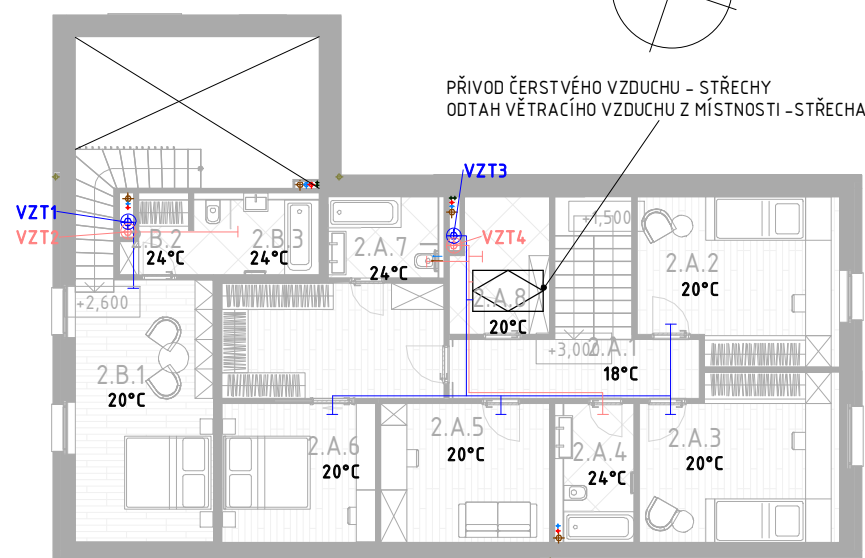 PŘIVOD ČERSTVÉHO VZDUCHU - STŘECHY
ODTAH VĚTRACÍHO VZDUCHU Z MÍSTNOSTI -STŘECHA
VZT3
VZT1
VZT2
VZT4
+1,500
2.B.2
24°C
2.B.3
24°C
2.A.7
24°C
2.A.2
20°C
2.A.8
20°C
+2,600
+3,000
2.A.1
18°C
2.B.1
20°C
2.A.6
20°C
2.A.5
20°C
2.A.4
24°C
2.A.3
20°C